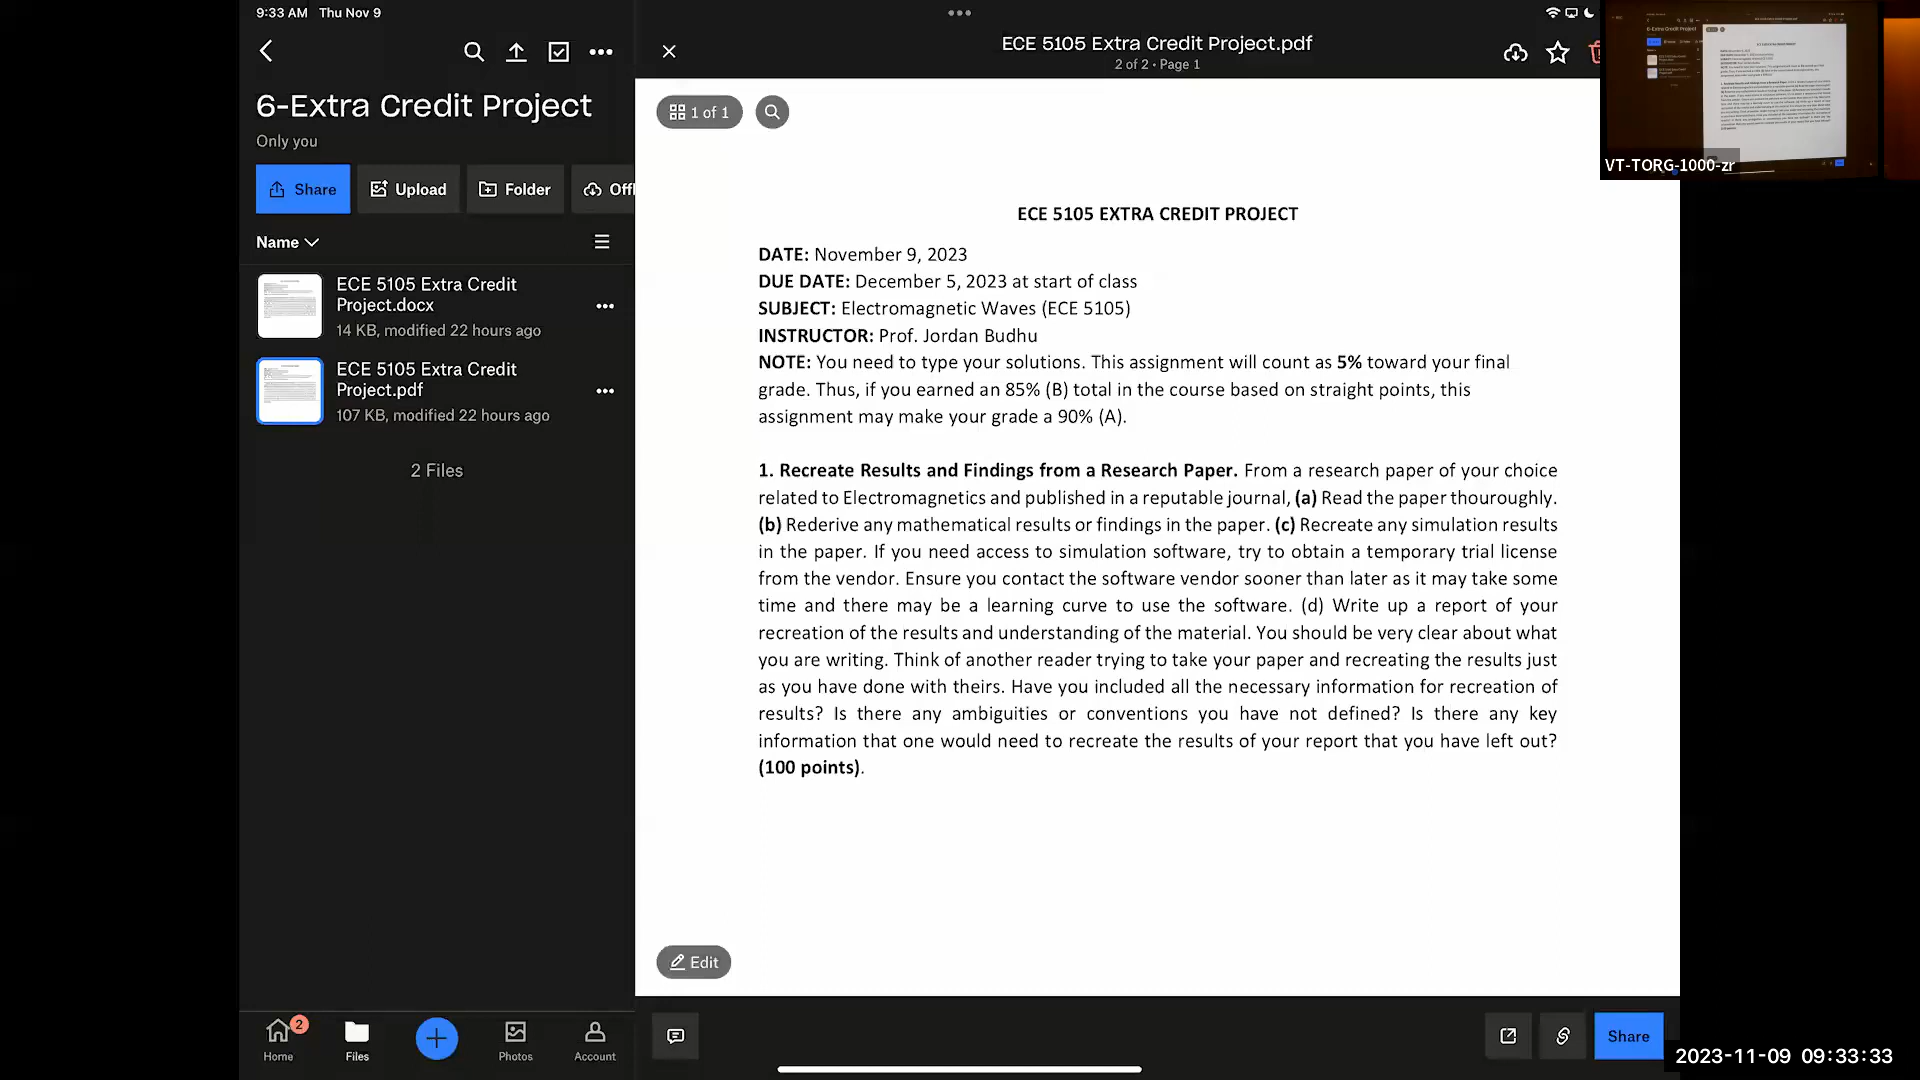 9:33 AM Thu Nov 9
6-Extra Credit Project
Only you
Share
Upload
Folder
Offl
Name
ECE 5105 Extra Credit
Project.docx
14 KB, modified 22 hours ago
ECE 5105 Extra Credit
Project.pdf
107 KB, modified 22 hours ago
2 Files
Home
2
Files
Photos
Account
ECE 5105 Extra Credit Project.pdf
2 of 2 • Page 1
1 of 1
ECE 5105 EXTRA CREDIT PROJECT
DATE: November 9, 2023
DUE DATE: December 5, 2023 at start of class
SUBJECT: Electromagnetic Waves (ECE 5105)
INSTRUCTOR: Prof. Jordan Budhu
NOTE: You need to type your solutions. This assignment will count as 5% toward your final
grade. Thus, if you earned an 85% (B) total in the course based on straight points, this
assignment may make your grade a 90% (A).
1. Recreate Results and Findings from a Research Paper. From a research paper of your choice
related to Electromagnetics and published in a reputable journal, (a) Read the paper thouroughly.
(b) Rederive any mathematical results or findings in the paper. (c) Recreate any simulation results
in the paper. If you need access to simulation software, try to obtain a temporary trial license
from the vendor. Ensure you contact the software vendor sooner than later as it may take some
time and there may be a learning curve to use the software. (d) Write up a report of your
recreation of the results and understanding of the material. You should be very clear about what
you are writing. Think of another reader trying to take your paper and recreating the results just
as you have done with theirs. Have you included all the necessary information for recreation of
results? Is there any ambiguities or conventions you have not defined? Is there any key
information that one would need to recreate the results of your report that you have left out?
(100 points).
Edit
Share
VT-TORG-1000-zr
2023-11-09 09:33:33